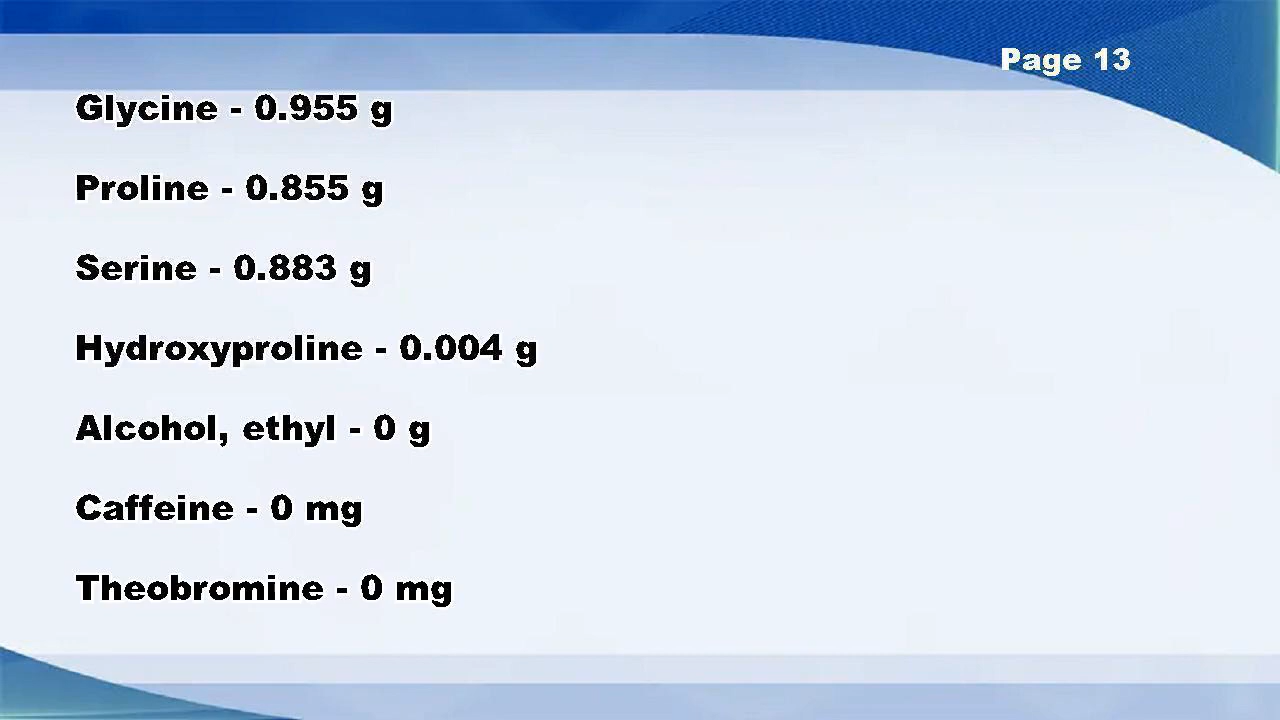 Page 13
Glycine - 0.955 g
Proline - 0.855 g
Serine - 0.883 g
Hydroxyproline - 0.004 g
Alcohol, ethyl - 0 g
Caffeine - 0 mg
Theobromine - 0 mg